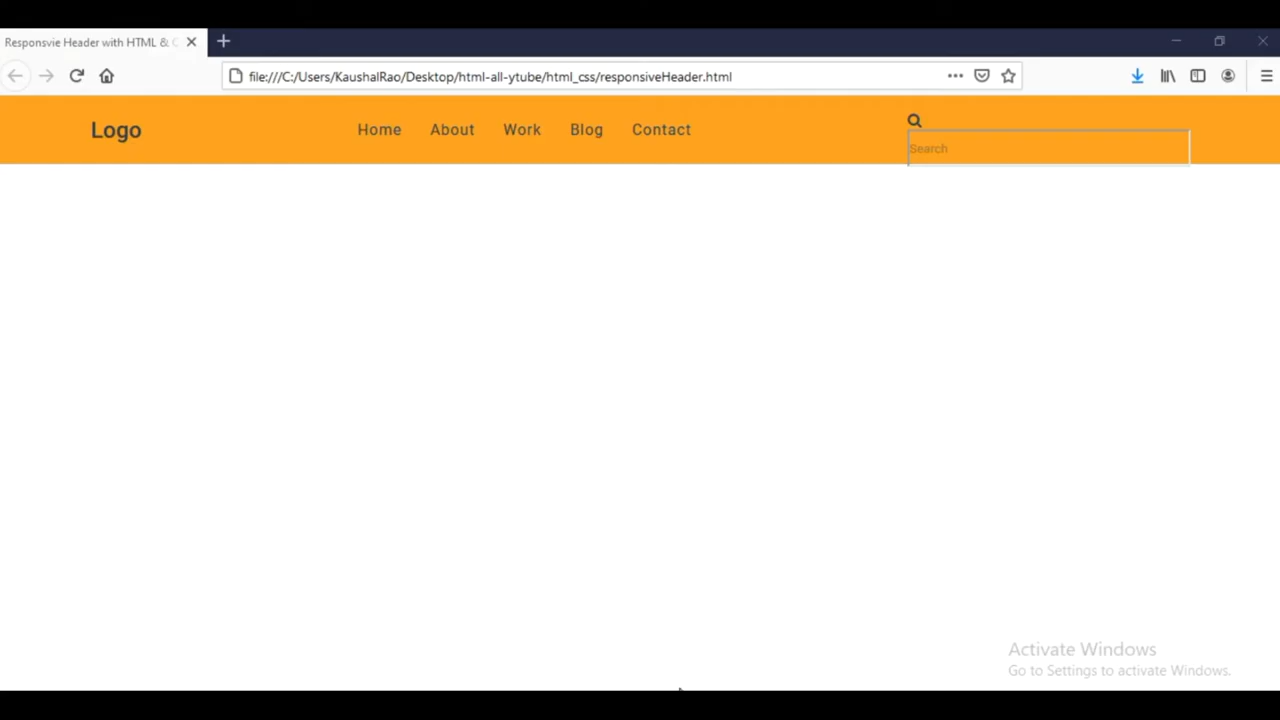 Responsvie Header with HTML &
file:///C:/Users/KaushalRao/Desktop/html-all-ytube/html_css/responsiveHeader.html
Logo
Home
About
Work
Blog
Contact
Search
Activate Windows
Go to Settings to activate Windows.